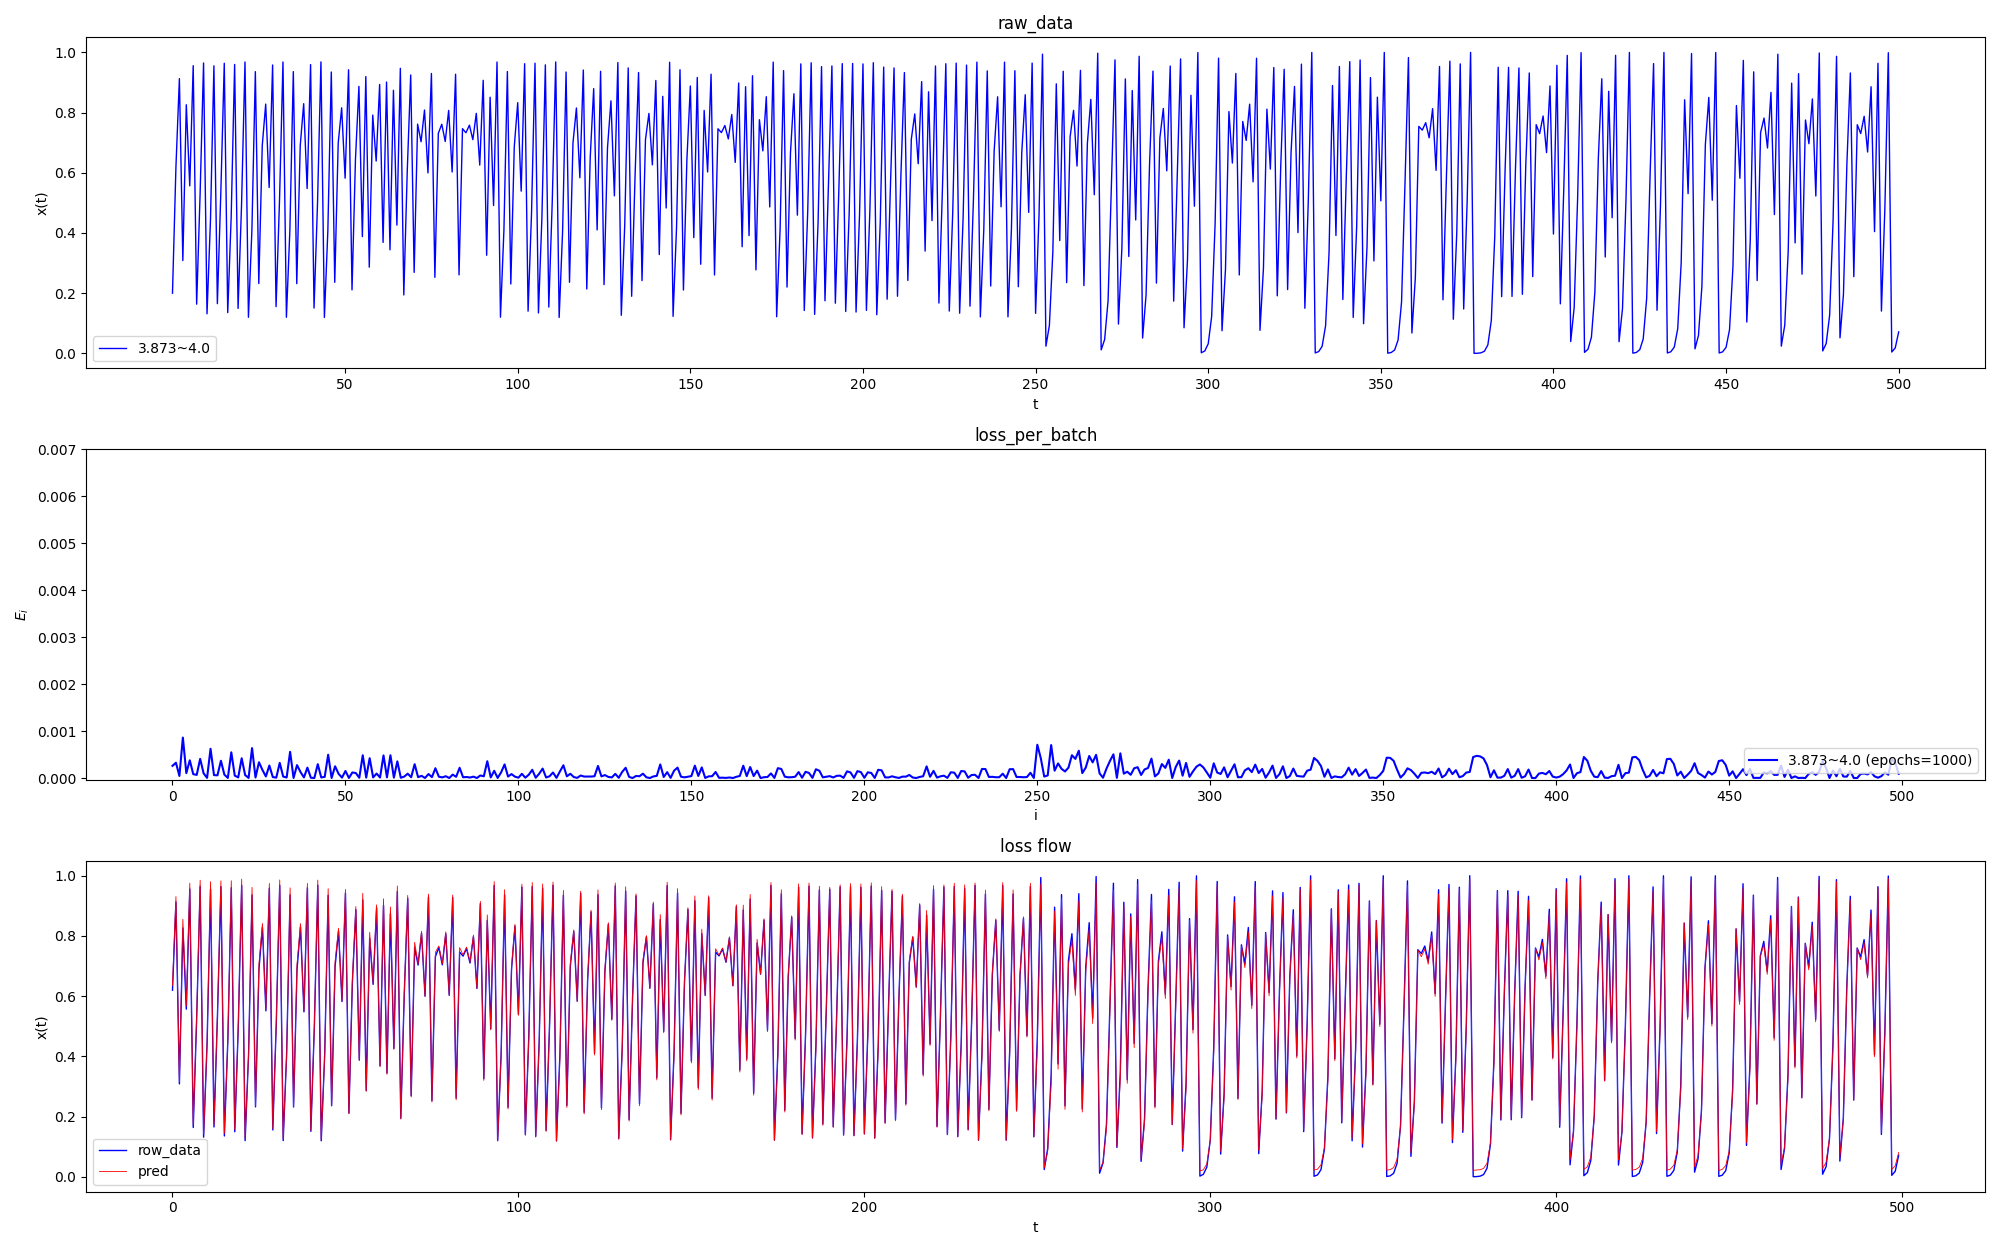 raw_data
1.0
0.8
0.6
0.4
0.2
0.0
x(t)
3.873~4.0
50 100 150 200 250 300 350 400 450 500
t
loss_per_batch
0.007
0.006
0.005
0.004
0.003
0.002
0.001
0.000
E_i
3.873~4.0 (epochs=1000)
0 50 100 150 200 250 300 350 400 450 500
i
loss flow
1.0
0.8
0.6
0.4
0.2
0.0
x(t)
row_data
pred
0 100 200 300 400 500
t